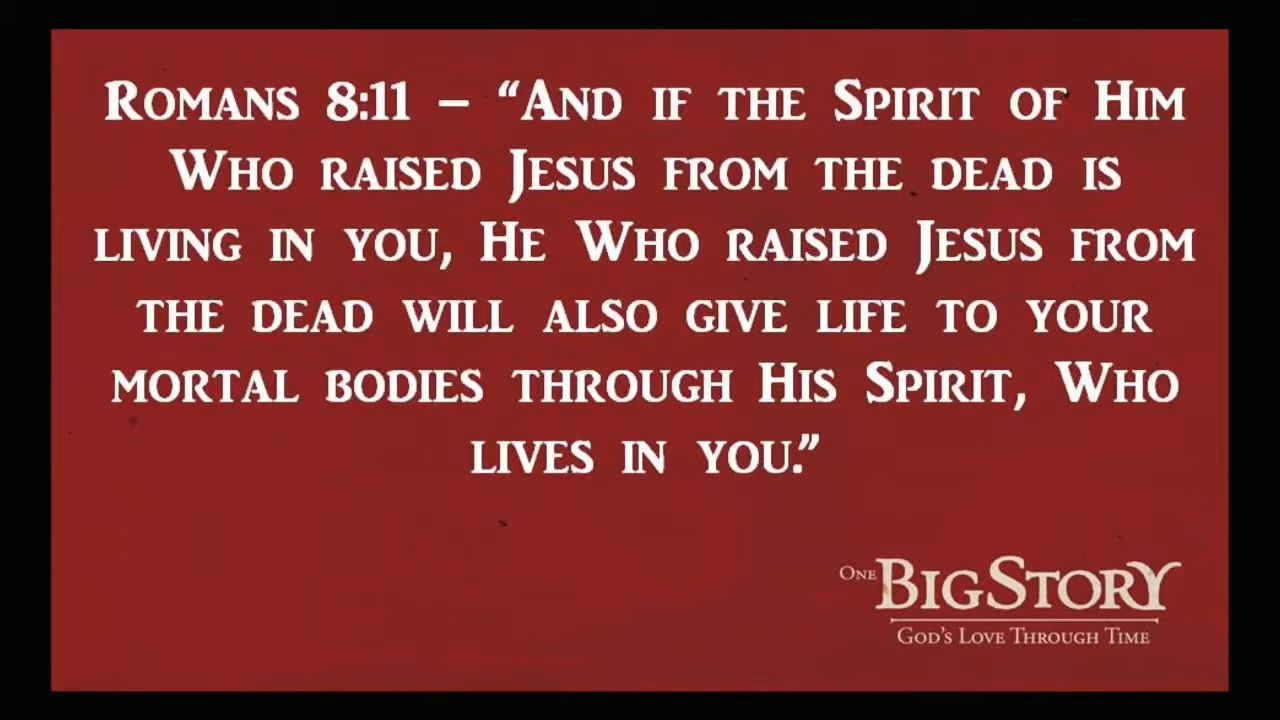 Romans 8:11 – “And if the Spirit of Him
Who raised Jesus from the dead is
living in you, He Who raised Jesus from
the dead will also give life to your
mortal bodies through His Spirit, Who
lives in you.”
One Big Story
God's Love Through Time